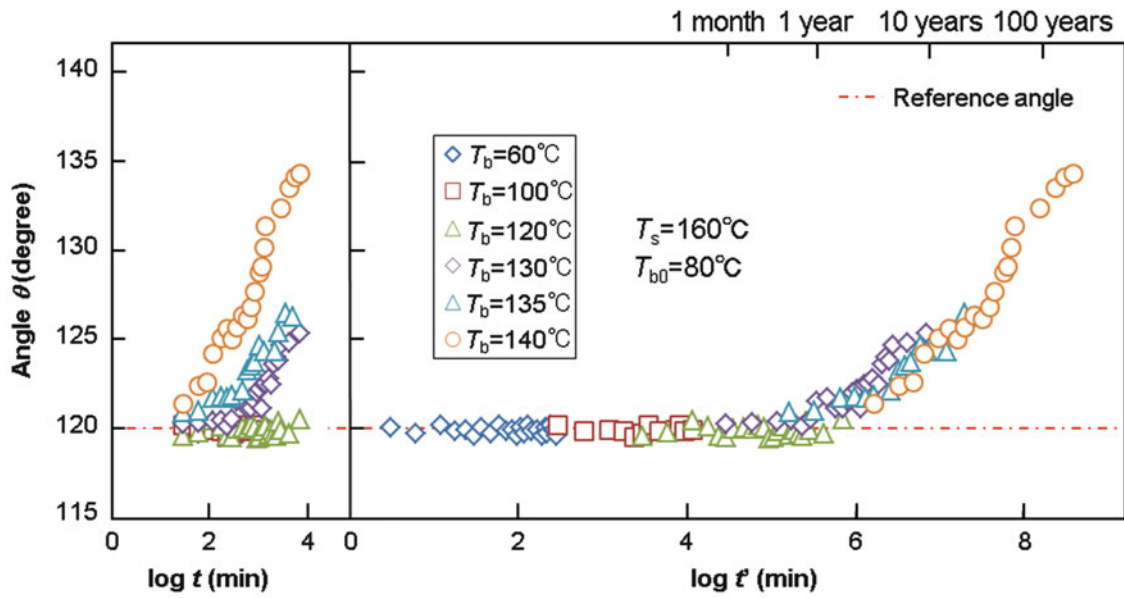 1 month 1 year 10 years 100 years
140
135
130
125
120
115
Angle θ (degree)
Reference angle
Tb=60℃
Tb=100℃
Tb=120℃
Tb=130℃
Tb=135℃
Tb=140℃
Ts=160℃
Tb0=80℃
0 2 4 0 2 4 6 8
log t (min) log t’ (min)